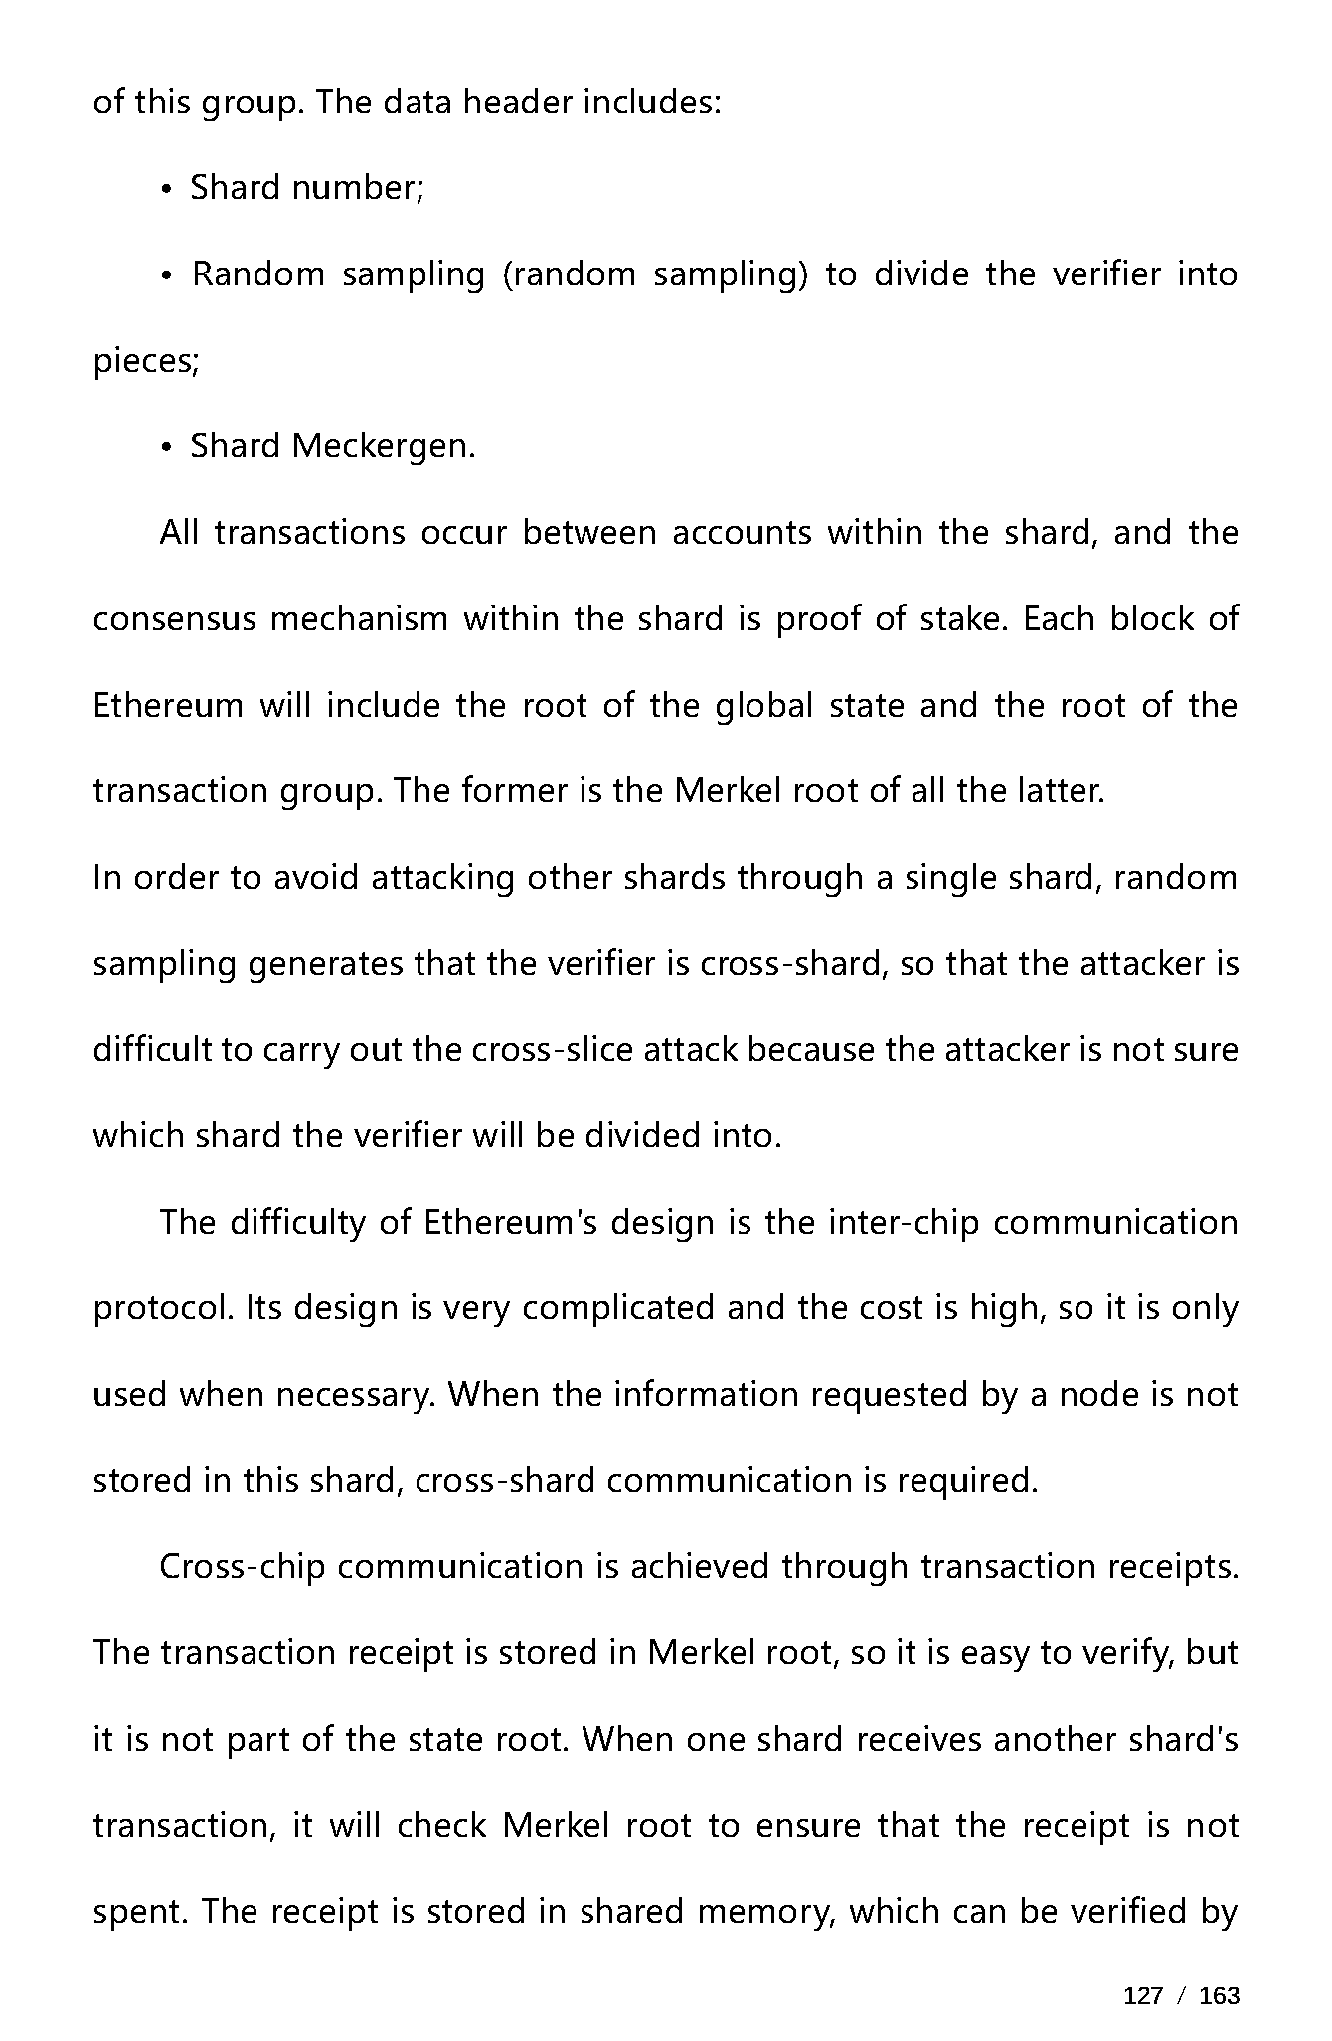 of this group. The data header includes:
• Shard number;
• Random sampling (random sampling) to divide the verifier into
pieces;
• Shard Meckergen.
All transactions occur between accounts within the shard, and the
consensus mechanism within the shard is proof of stake. Each block of
Ethereum will include the root of the global state and the root of the
transaction group. The former is the Merkel root of all the latter.
In order to avoid attacking other shards through a single shard, random
sampling generates that the verifier is cross-shard, so that the attacker is
difficult to carry out the cross-slice attack because the attacker is not sure
which shard the verifier will be divided into.
The difficulty of Ethereum's design is the inter-chip communication
protocol. Its design is very complicated and the cost is high, so it is only
used when necessary. When the information requested by a node is not
stored in this shard, cross-shard communication is required.
Cross-chip communication is achieved through transaction receipts.
The transaction receipt is stored in Merkel root, so it is easy to verify, but
it is not part of the state root. When one shard receives another shard's
transaction, it will check Merkel root to ensure that the receipt is not
spent. The receipt is stored in shared memory, which can be verified by
127 / 163